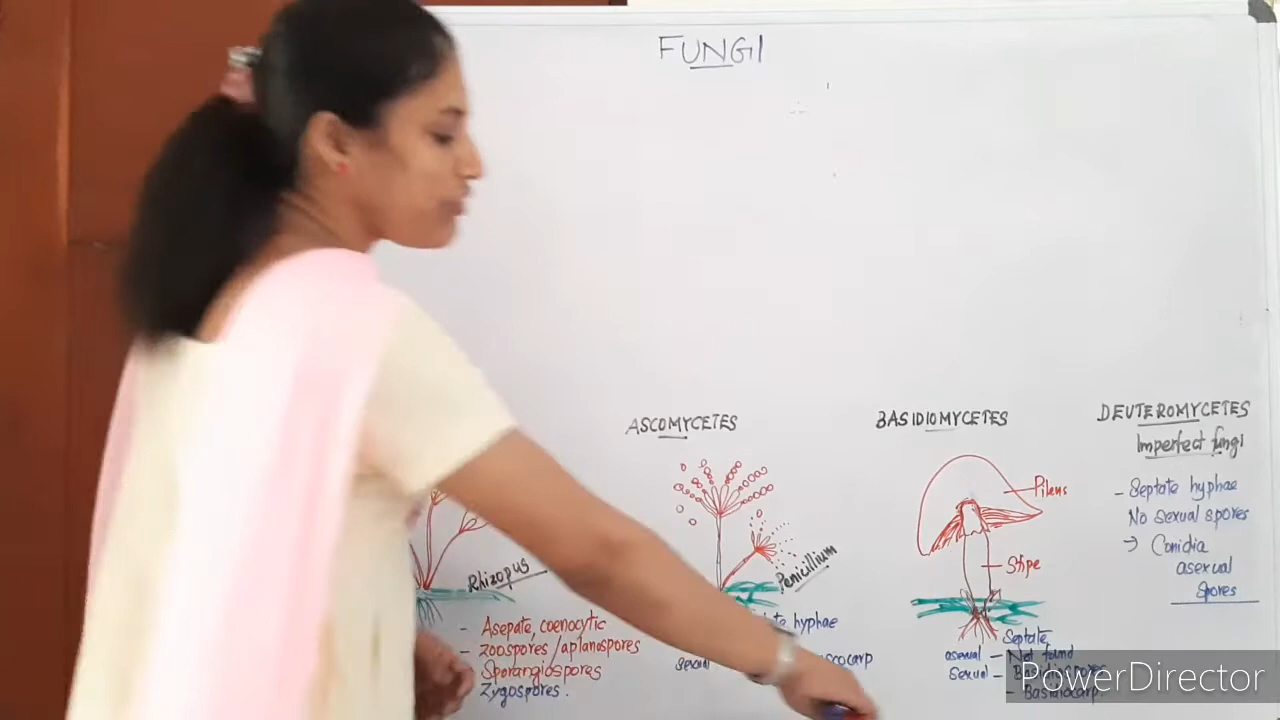 FUNGI
Rhizopus
- Asepate, coenocytic
- Zoospores/aplanospores
Sporangiospores
Zygospores.
ASCOMYCETES
Penicillium
hyphae
sexual
BASIDIOMYCETES
Pileus
Stipe
Septate,
asexual - Not found
Sexual -
DEUTEROMYCETES
Imperfect fungi
- Septate hyphae
No sexual spores
→ Conidia
asexual
Spores
PowerDirector